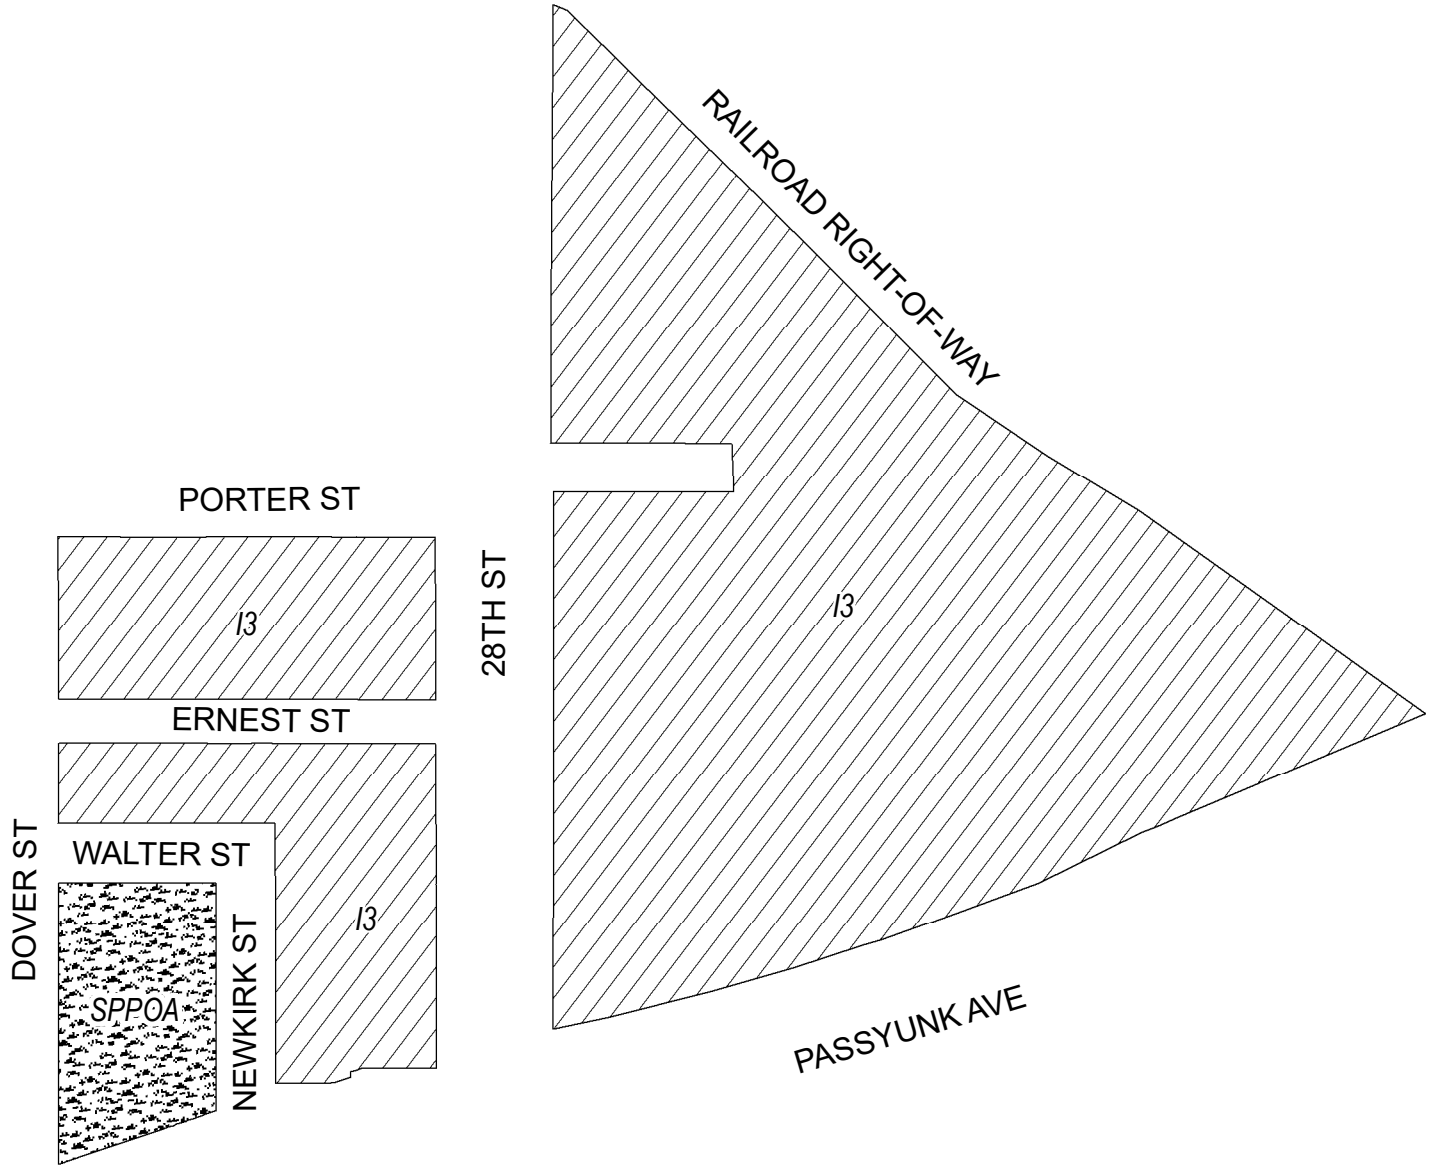 RAILROAD RIGHT-OF-WAY
PORTER ST
28TH ST
I3
I3
ERNEST ST
WALTER ST
DOVER ST
I3
NEWKIRK ST
SPPOA
PASSYUNK AVE